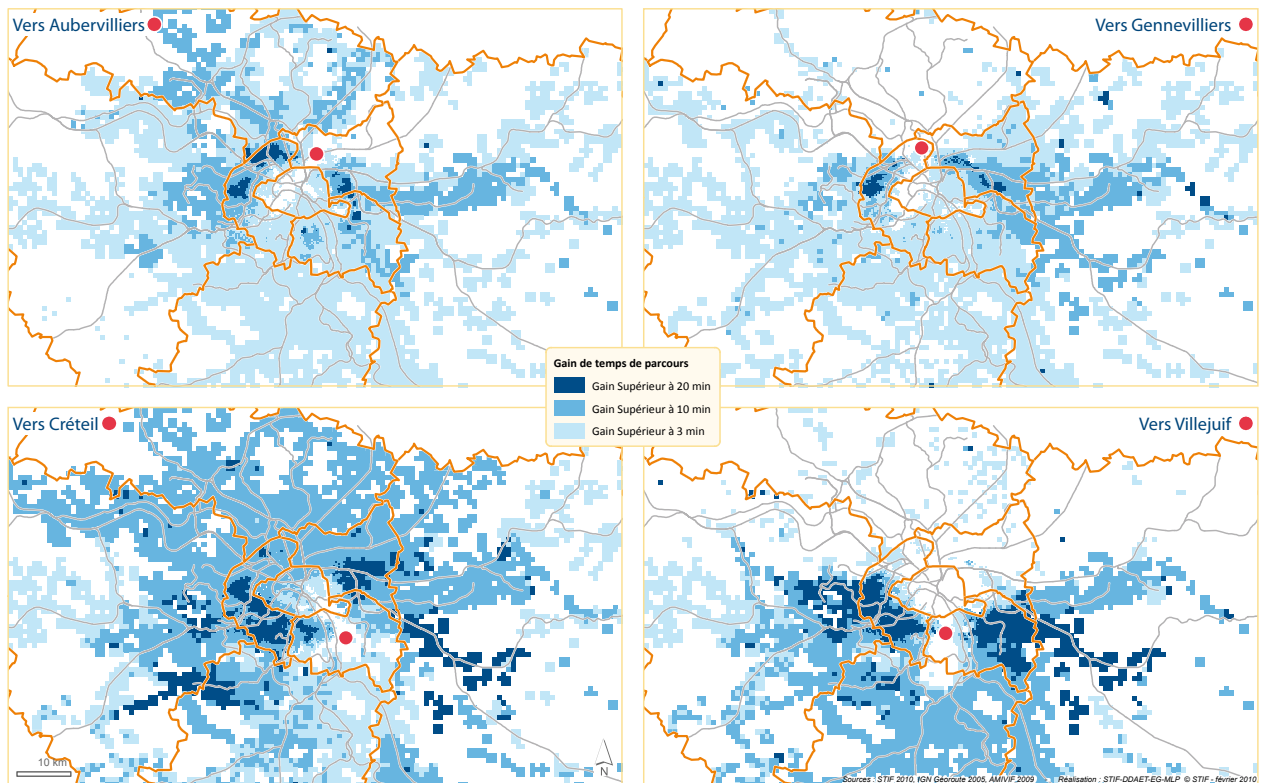 Vers Aubervilliers
Vers Gennevilliers
Gain de temps de parcours
Gain Supérieur à 20 min
Gain Supérieur à 10 min
Gain Supérieur à 3 min
Vers Créteil
Vers Villejuif
10 km
N
Sources : STIF 2010, IGN Géoroute 2005, AMIVIF 2009 Réalisation : STIF-DDAET-EG-MLP © STIF - février 2010